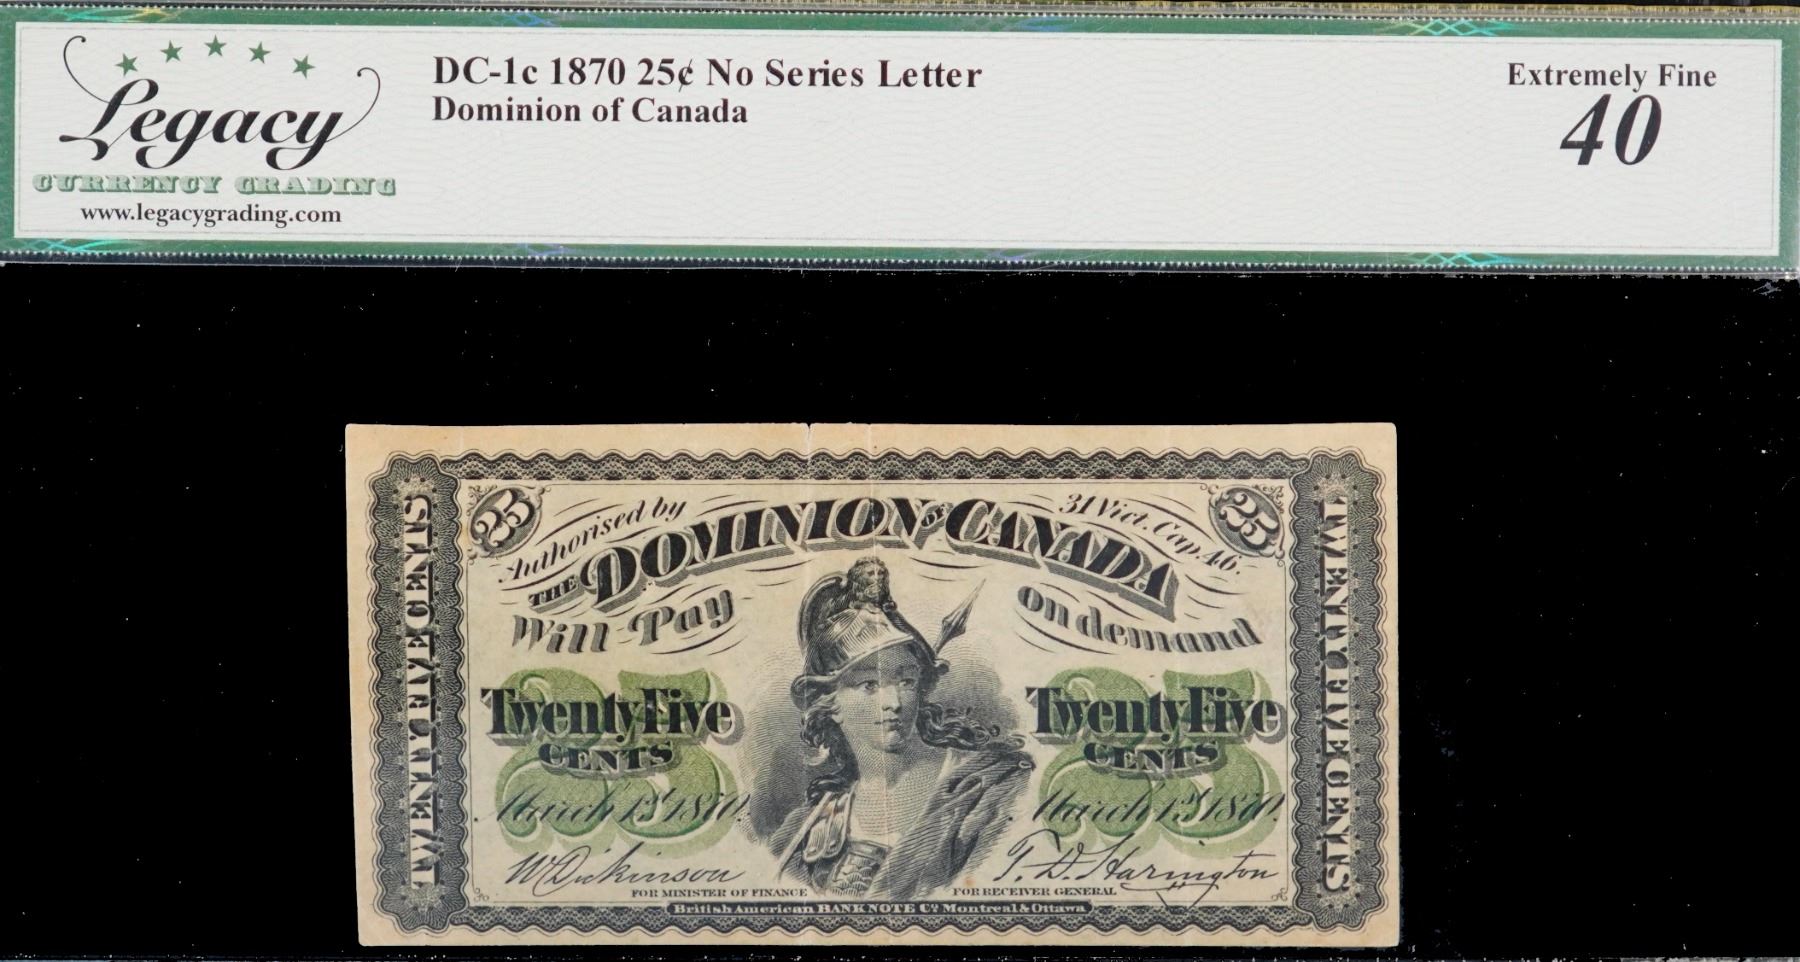 Legacy
CURRENCY GRADING
www.legacygrading.com
DC-1c 1870 25¢ No Series Letter
Dominion of Canada
Extremely Fine
40
25
Authorised by
31 Vict. Cap. 46.
25
THE DOMINION OF CANADA
Will Pay
on demand
TWENTY FIVE CENTS
TWENTY FIVE CENTS
25
Twenty Five
CENTS
25
Twenty Five
CENTS
March 1st 1870.
March 1st 1870.
W Dickinson
T. D. Harington
FOR MINISTER OF FINANCE
FOR RECEIVER GENERAL
British American BANK NOTE Co. Montreal & Ottawa